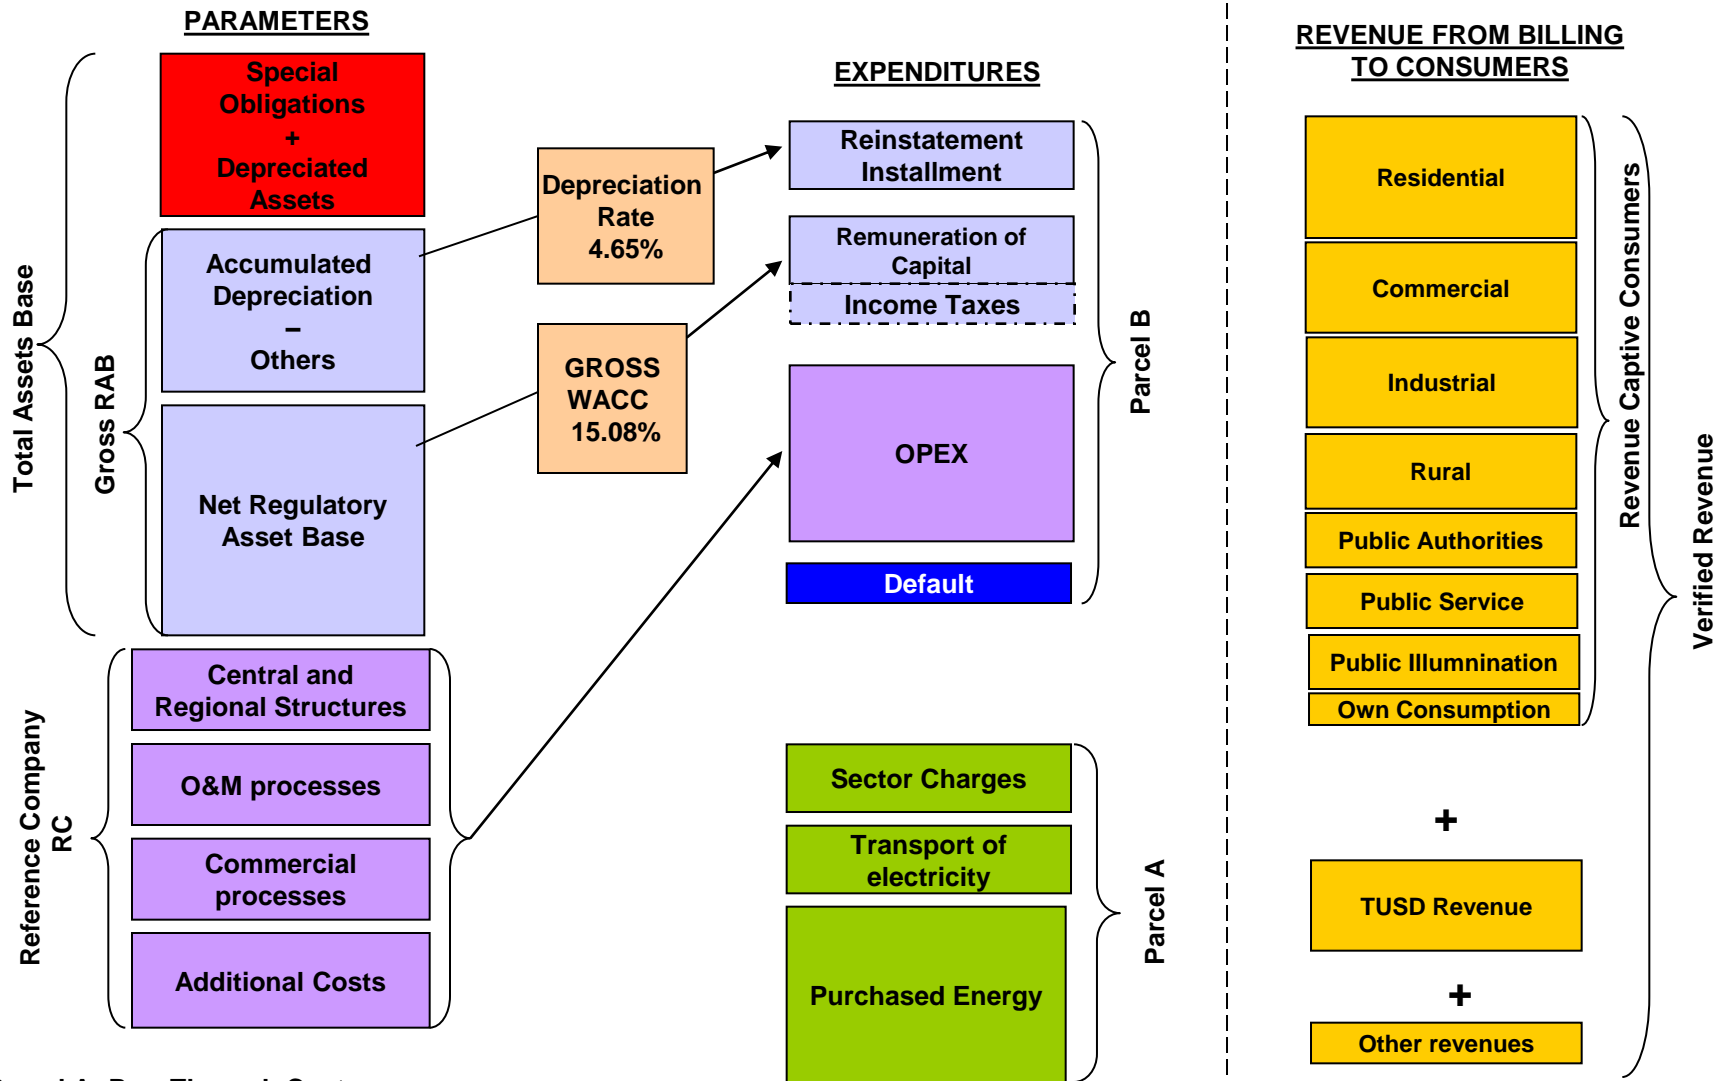 PARAMETERS
Special
Obligations
+
Depreciated
Assets
Accumulated
Depreciation
–
Others
Net Regulatory
Asset Base
Total Assets Base
Gross RAB
Central and
Regional Structures
O&M processes
Commercial
processes
Additional Costs
Reference Company
RC
Depreciation
Rate
4.65%
GROSS
WACC
15.08%
EXPENDITURES
Reinstatement
Installment
Remuneration of
Capital
Income Taxes
OPEX
Default
Parcel B
Sector Charges
Transport of
electricity
Purchased Energy
Parcel A
REVENUE FROM BILLING
TO CONSUMERS
Residential
Commercial
Industrial
Rural
Public Authorities
Public Service
Public Illumnination
Own Consumption
Revenue Captive Consumers
+
TUSD Revenue
+
Other revenues
Verified Revenue